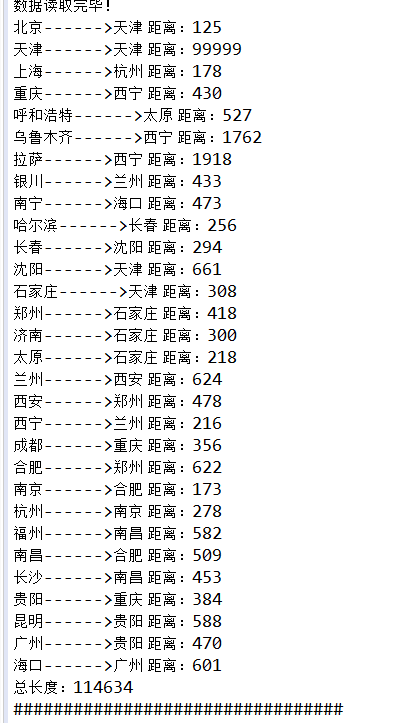 数据读取完毕!
北京------>天津 距离：125
天津------>天津 距离：99999
上海------>杭州 距离：178
重庆------>西宁 距离：430
呼和浩特------>太原 距离：527
乌鲁木齐------>西宁 距离：1762
拉萨------>西宁 距离：1918
银川------>兰州 距离：433
南宁------>海口 距离：473
哈尔滨------>长春 距离：256
长春------>沈阳 距离：294
沈阳------>天津 距离：661
石家庄------>天津 距离：308
郑州------>石家庄 距离：418
济南------>石家庄 距离：300
太原------>石家庄 距离：218
兰州------>西安 距离：624
西安------>郑州 距离：478
西宁------>兰州 距离：216
成都------>重庆 距离：356
合肥------>郑州 距离：622
南京------>合肥 距离：173
杭州------>南京 距离：278
福州------>南昌 距离：582
南昌------>合肥 距离：509
长沙------>南昌 距离：453
贵阳------>重庆 距离：384
昆明------>贵阳 距离：588
广州------>贵阳 距离：470
海口------>广州 距离：601
总长度：114634
#################################